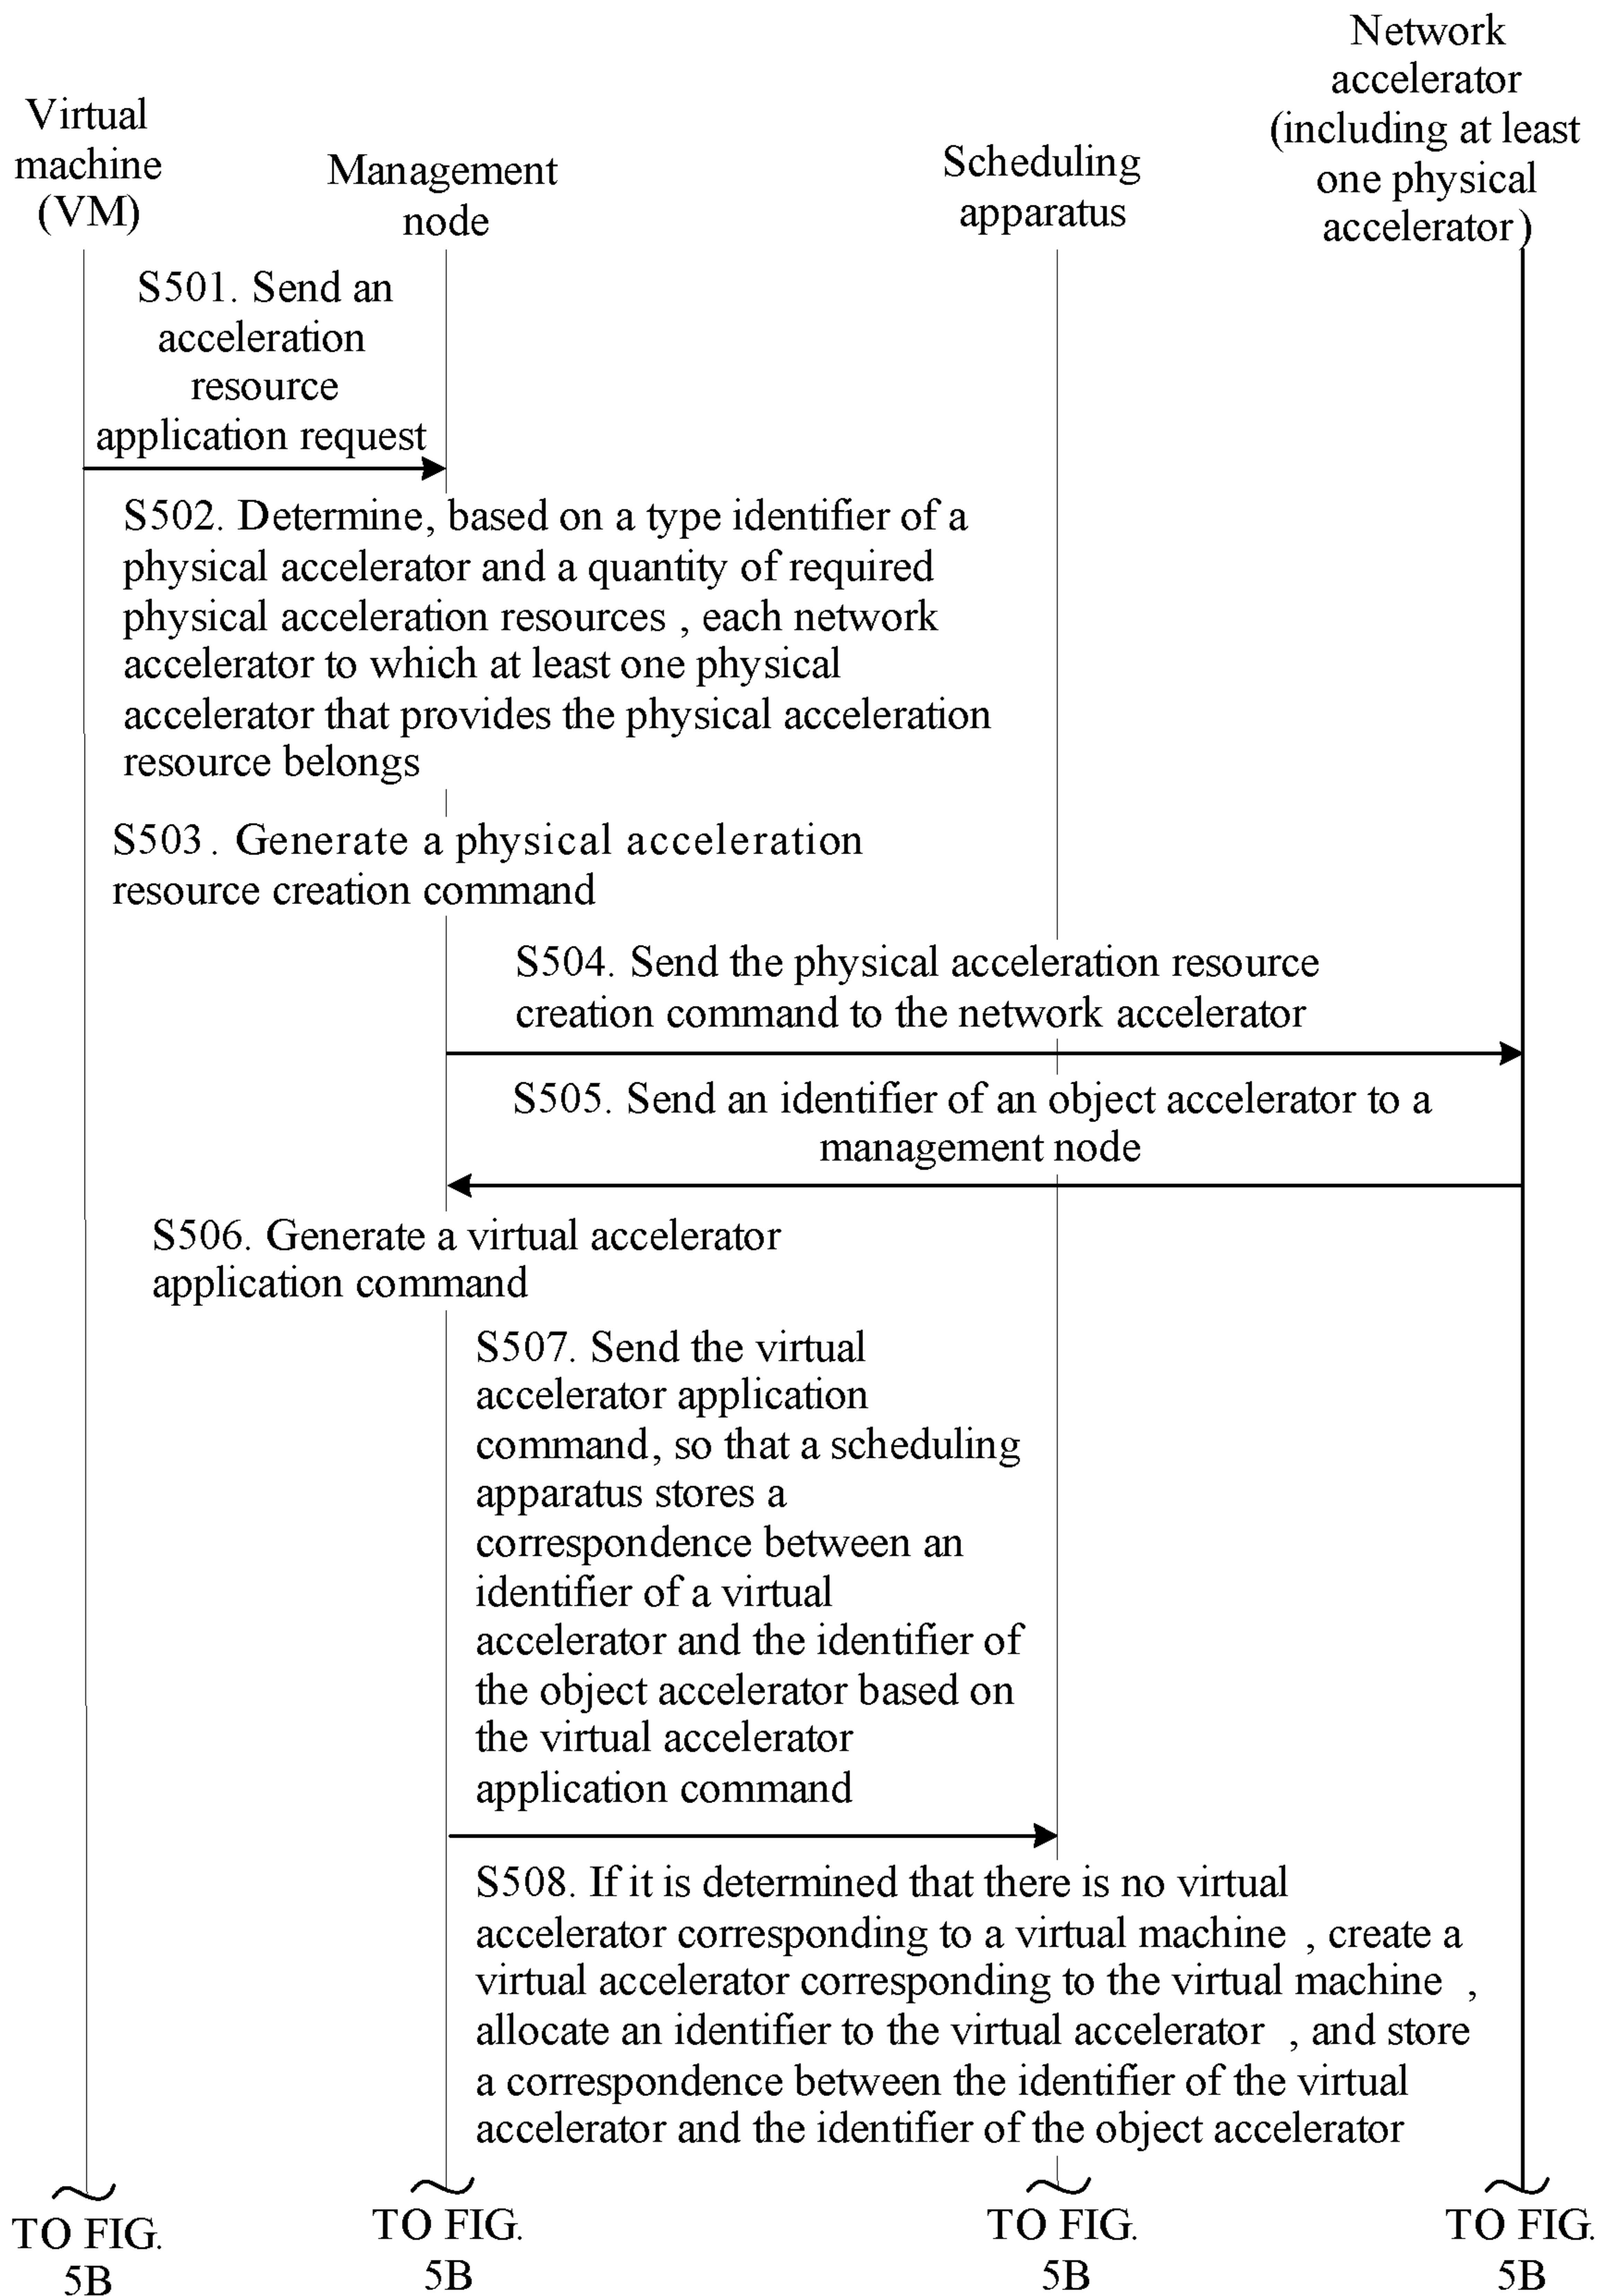 Virtual
machine
(VM)
Management
node
Scheduling
apparatus
Network
accelerator
(including at least
one physical
accelerator)
S501. Send an
acceleration
resource
application request
S502. Determine, based on a type identifier of a
physical accelerator and a quantity of required
physical acceleration resources , each network
accelerator to which at least one physical
accelerator that provides the physical acceleration
resource belongs
S503. Generate a physical acceleration
resource creation command
S504. Send the physical acceleration resource
creation command to the network accelerator
S505. Send an identifier of an object accelerator to a
management node
S506. Generate a virtual accelerator
application command
S507. Send the virtual
accelerator application
command, so that a scheduling
apparatus stores a
correspondence between an
identifier of a virtual
accelerator and the identifier of
the object accelerator based on
the virtual accelerator
application command
S508. If it is determined that there is no virtual
accelerator corresponding to a virtual machine , create a
virtual accelerator corresponding to the virtual machine ,
allocate an identifier to the virtual accelerator , and store
a correspondence between the identifier of the virtual
accelerator and the identifier of the object accelerator
TO FIG.
5B
TO FIG.
5B
TO FIG.
5B
TO FIG.
5B